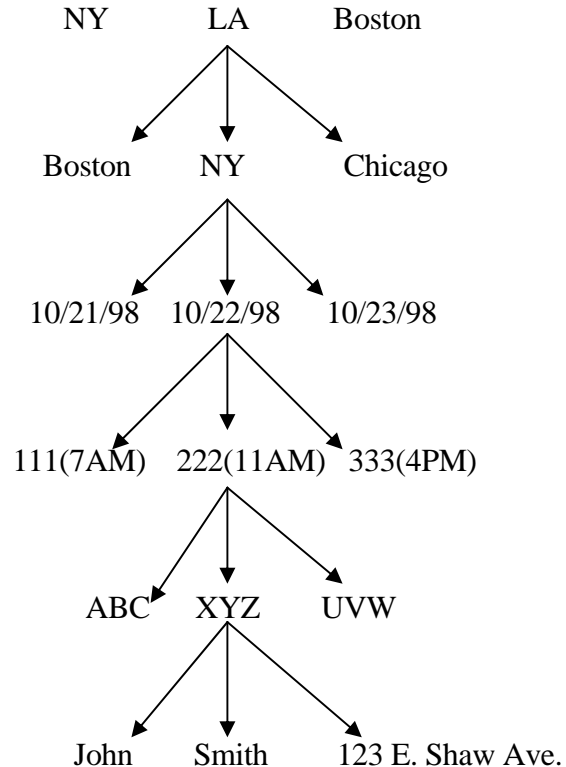 NY LA Boston
Boston NY Chicago
10/21/98 10/22/98 10/23/98
111(7AM) 222(11AM) 333(4PM)
ABC XYZ UVW
John Smith 123 E. Shaw Ave.